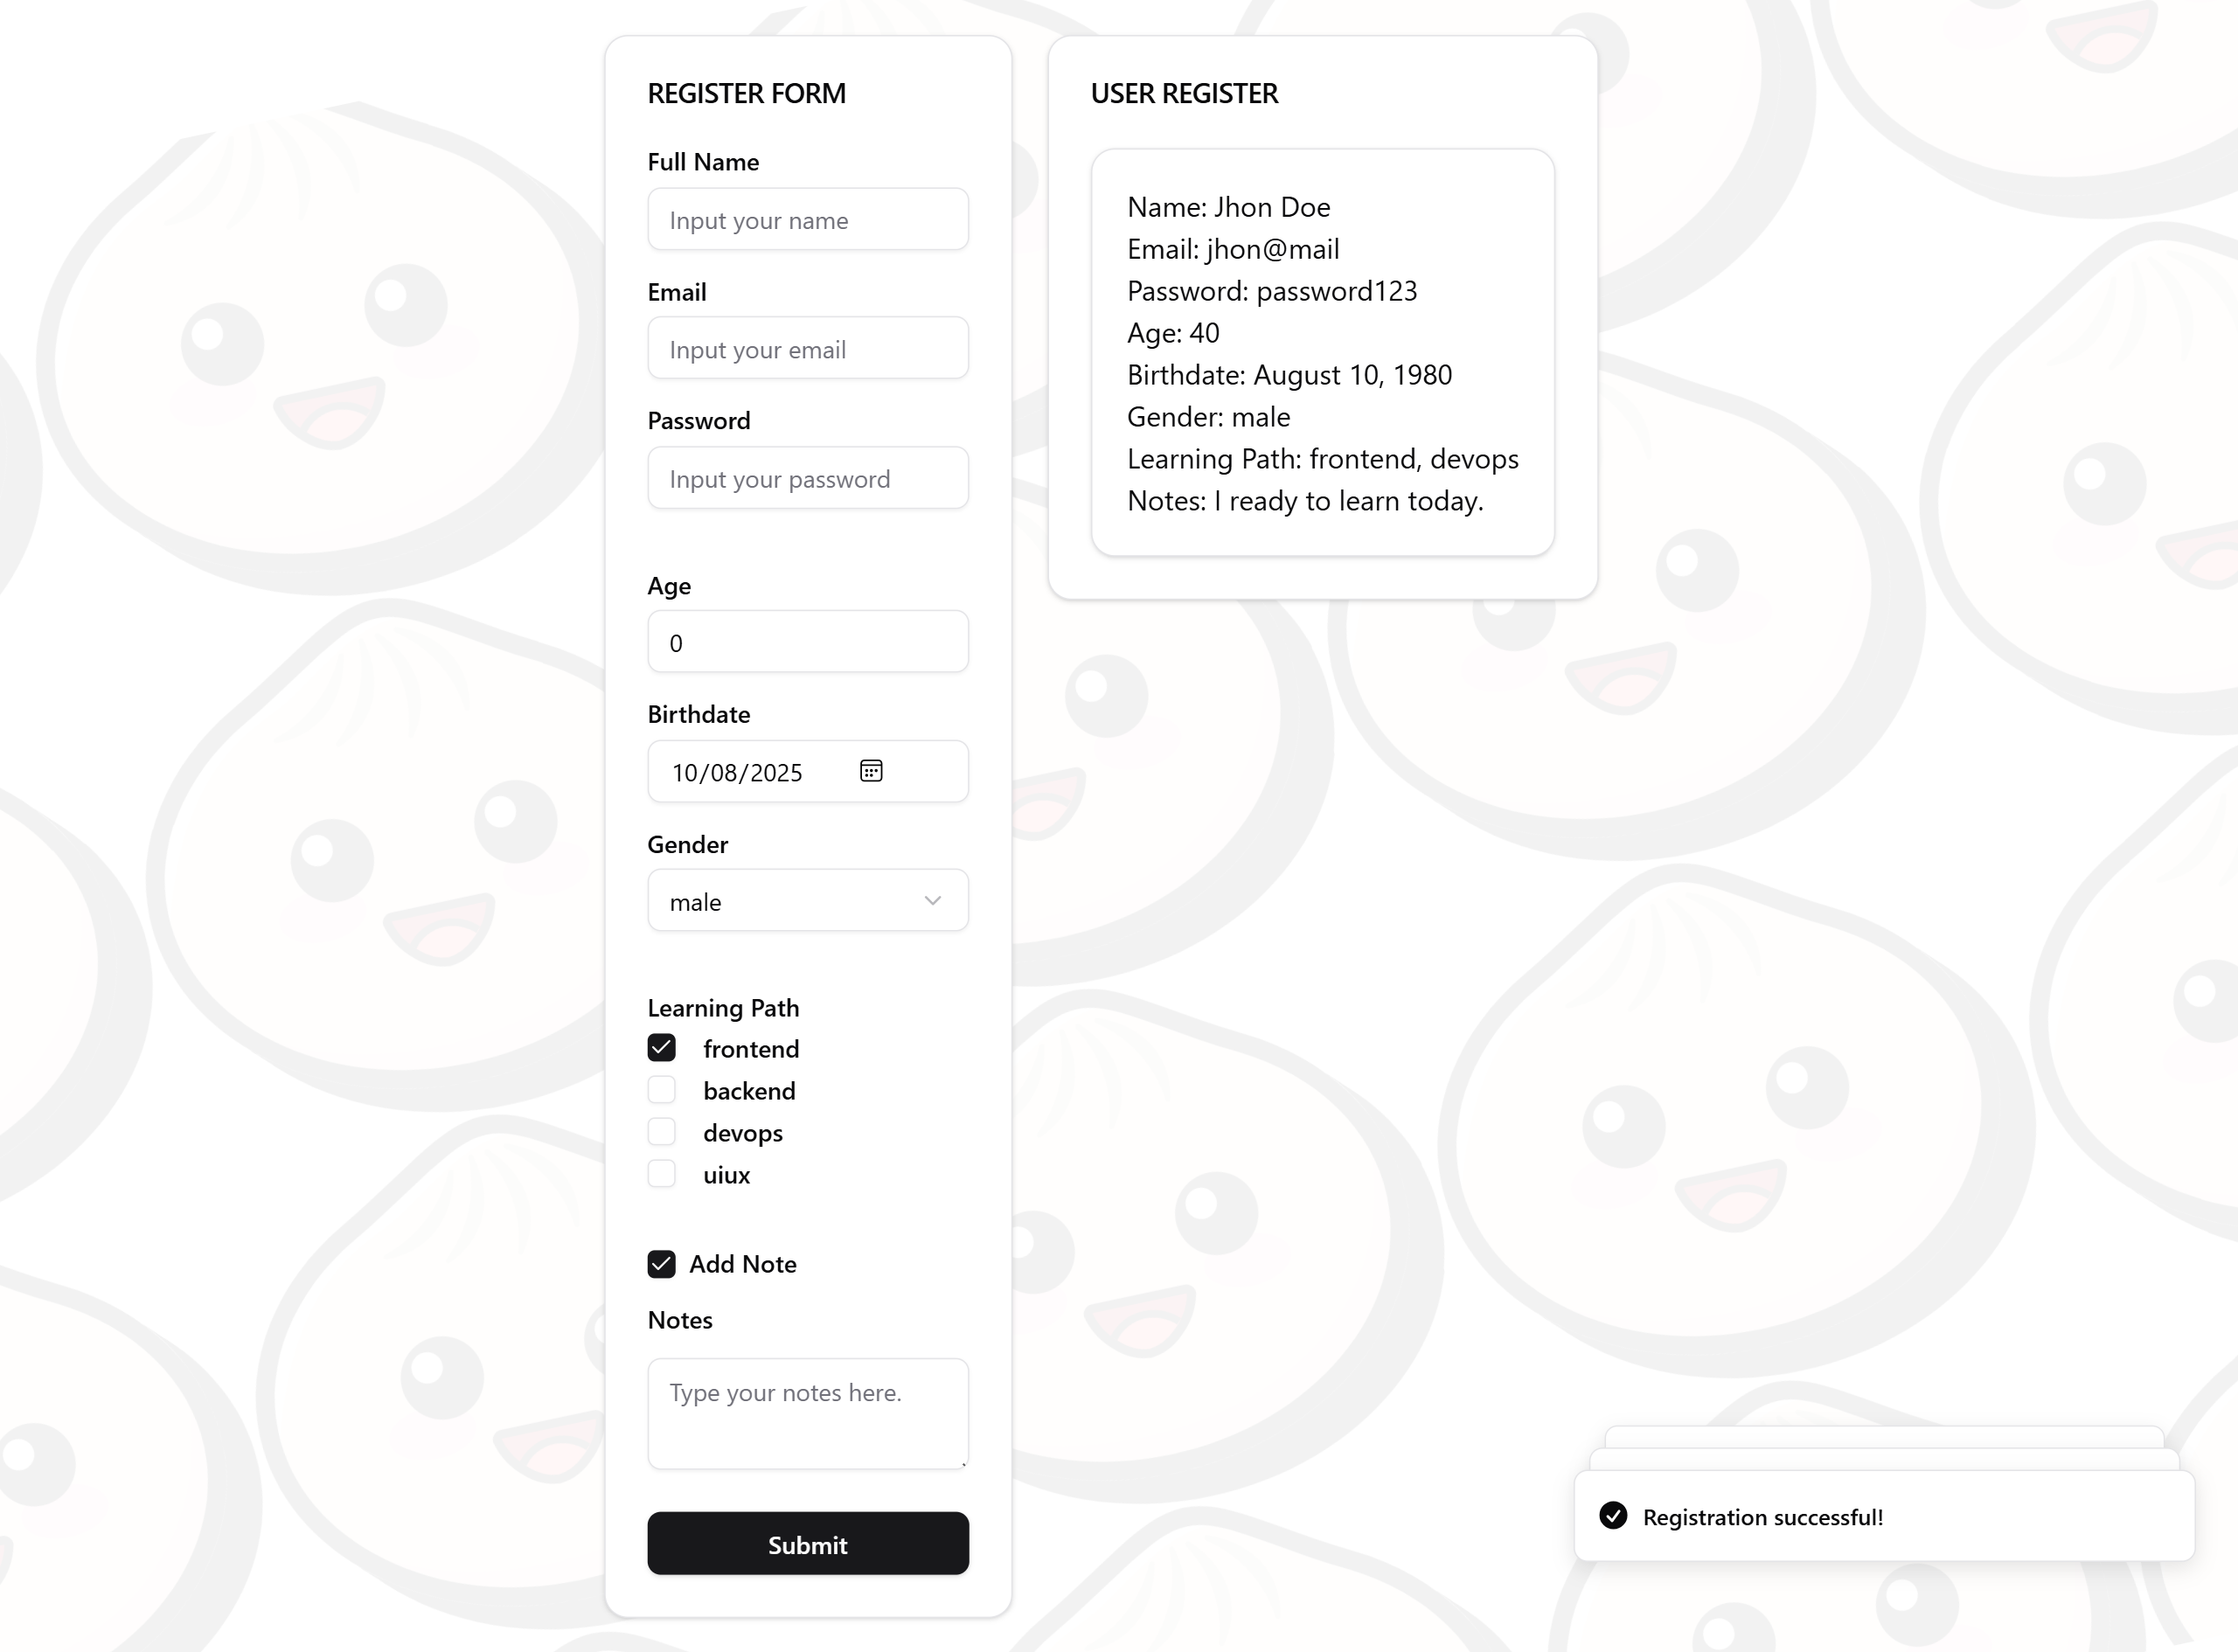 REGISTER FORM
Full Name
Input your name
Email
Input your email
Password
Input your password
Age
0
Birthdate
10/08/2025
Gender
male
Learning Path
frontend
backend
devops
uiux
Add Note
Notes
Type your notes here.
Submit
USER REGISTER
Name: Jhon Doe
Email: jhon@mail
Password: password123
Age: 40
Birthdate: August 10, 1980
Gender: male
Learning Path: frontend, devops
Notes: I ready to learn today.
Registration successful!